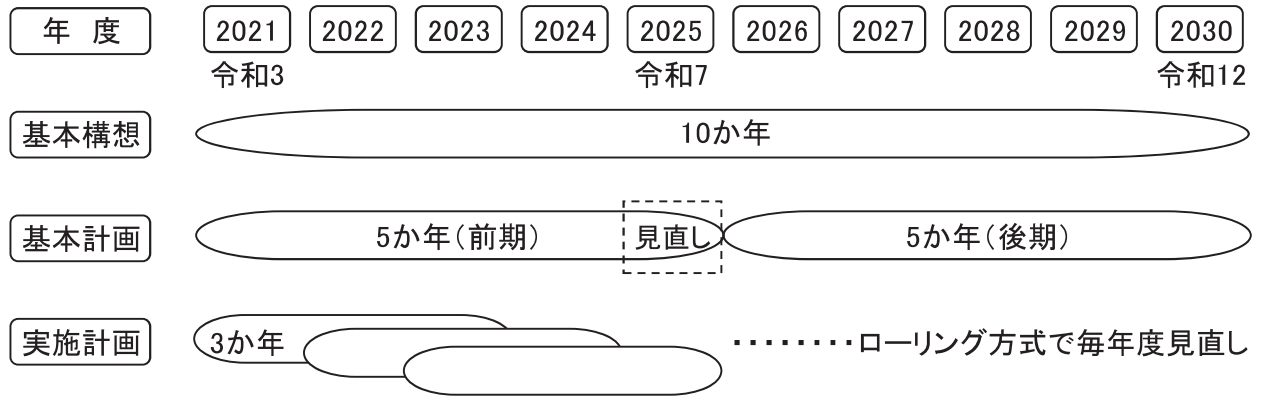 年 度 2021 2022 2023 2024 2025 2026 2027 2028 2029 2030
令和3 令和7 令和12
基本構想 10か年
基本計画 5か年(前期) 見直し 5か年(後期)
実施計画 3か年 ········ローリング方式で毎年度見直し